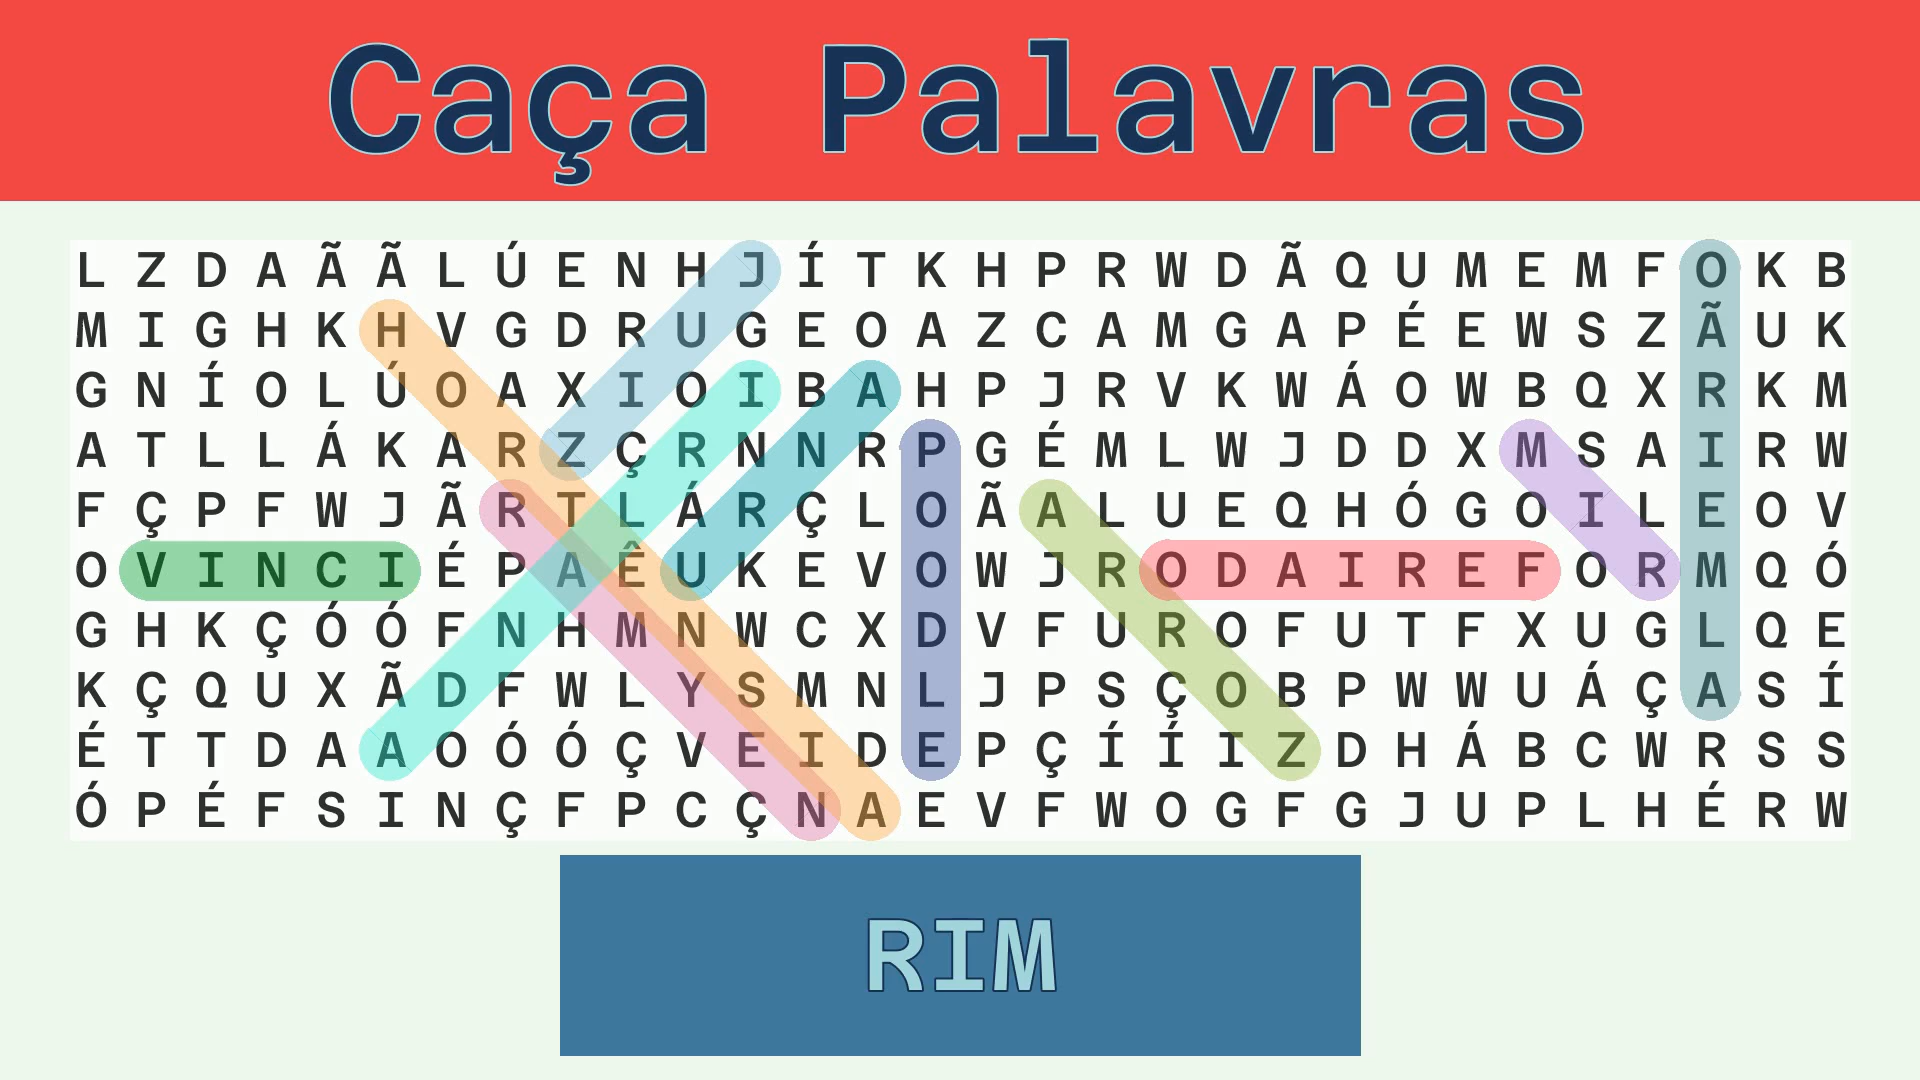 Caça Palavras
L Z D A Ã Ã L Ú E N H J Í T K H P R W D Ã Q U M E M F O K B
M I G H K H V G D R U G E O A Z C A M G A P É E W S Z Ã U K
G N Í O L Ú O A X I O I B A H P J R V K W Á O W B Q X R K M
A T L L Á K A R Z Ç R N N R P G É M L W J D D X M S A I R W
F Ç P F W J Ã R T L Á R Ç L O Ã A L U E Q H Ó G O I L E O V
O V I N C I É P A Ê U K E V O W J R O D A I R E F O R M Q Ó
G H K Ç Ó Ó F N H M N W C X D V F U R O F U T F X U G L Q E
K Ç Q U X Ã D F W L Y S M N L J P S Ç O B P W W U Á Ç A S Í
É T T D A A O Ó Ó Ç V E I D E P Ç Í Í I Z D H Á B C W R S S
Ó P É F S I N Ç F P C Ç N A E V F W O G F G J U P L H É R W
RIM